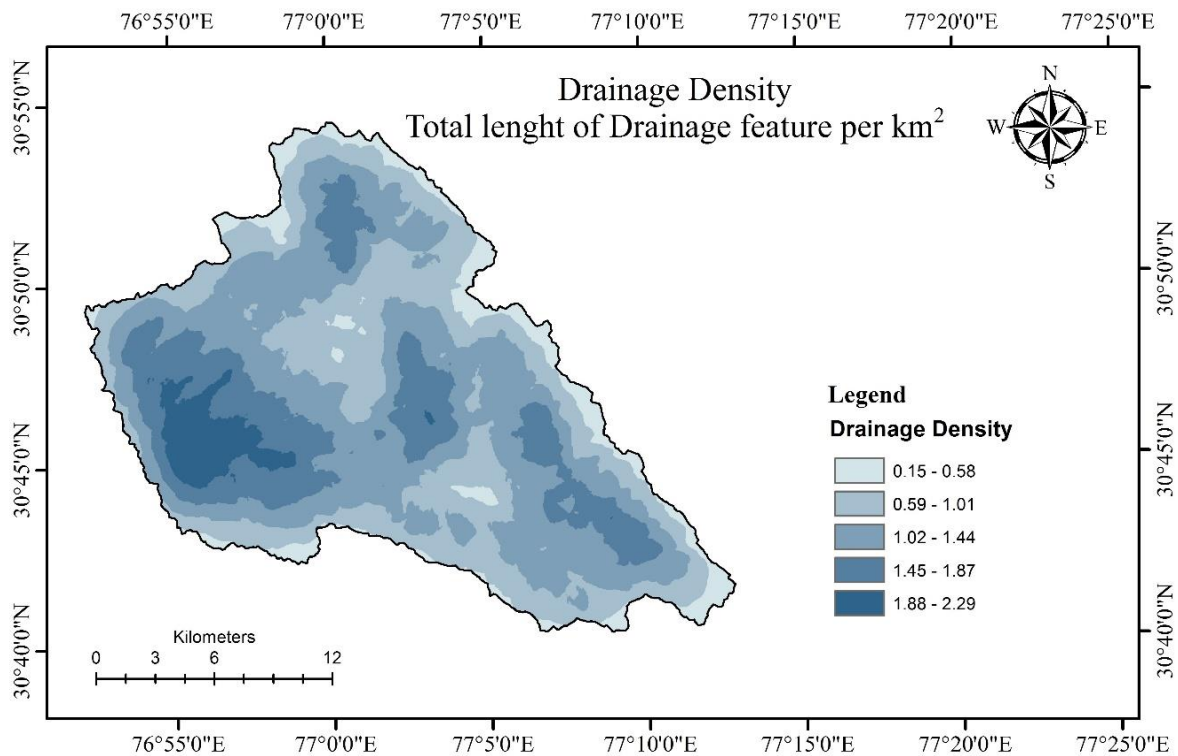 76°55'0"E 77°0'0"E 77°5'0"E 77°10'0"E 77°15'0"E 77°20'0"E 77°25'0"E
Drainage Density
Total lenght of Drainage feature per km²
N
W E
S
30°55'0"N
30°50'0"N
30°45'0"N
30°40'0"N
30°50'0"N
30°45'0"N
30°40'0"N
Legend
Drainage Density
0.15 - 0.58
0.59 - 1.01
1.02 - 1.44
1.45 - 1.87
1.88 - 2.29
Kilometers
0 3 6 12
76°55'0"E 77°0'0"E 77°5'0"E 77°10'0"E 77°15'0"E 77°20'0"E 77°25'0"E